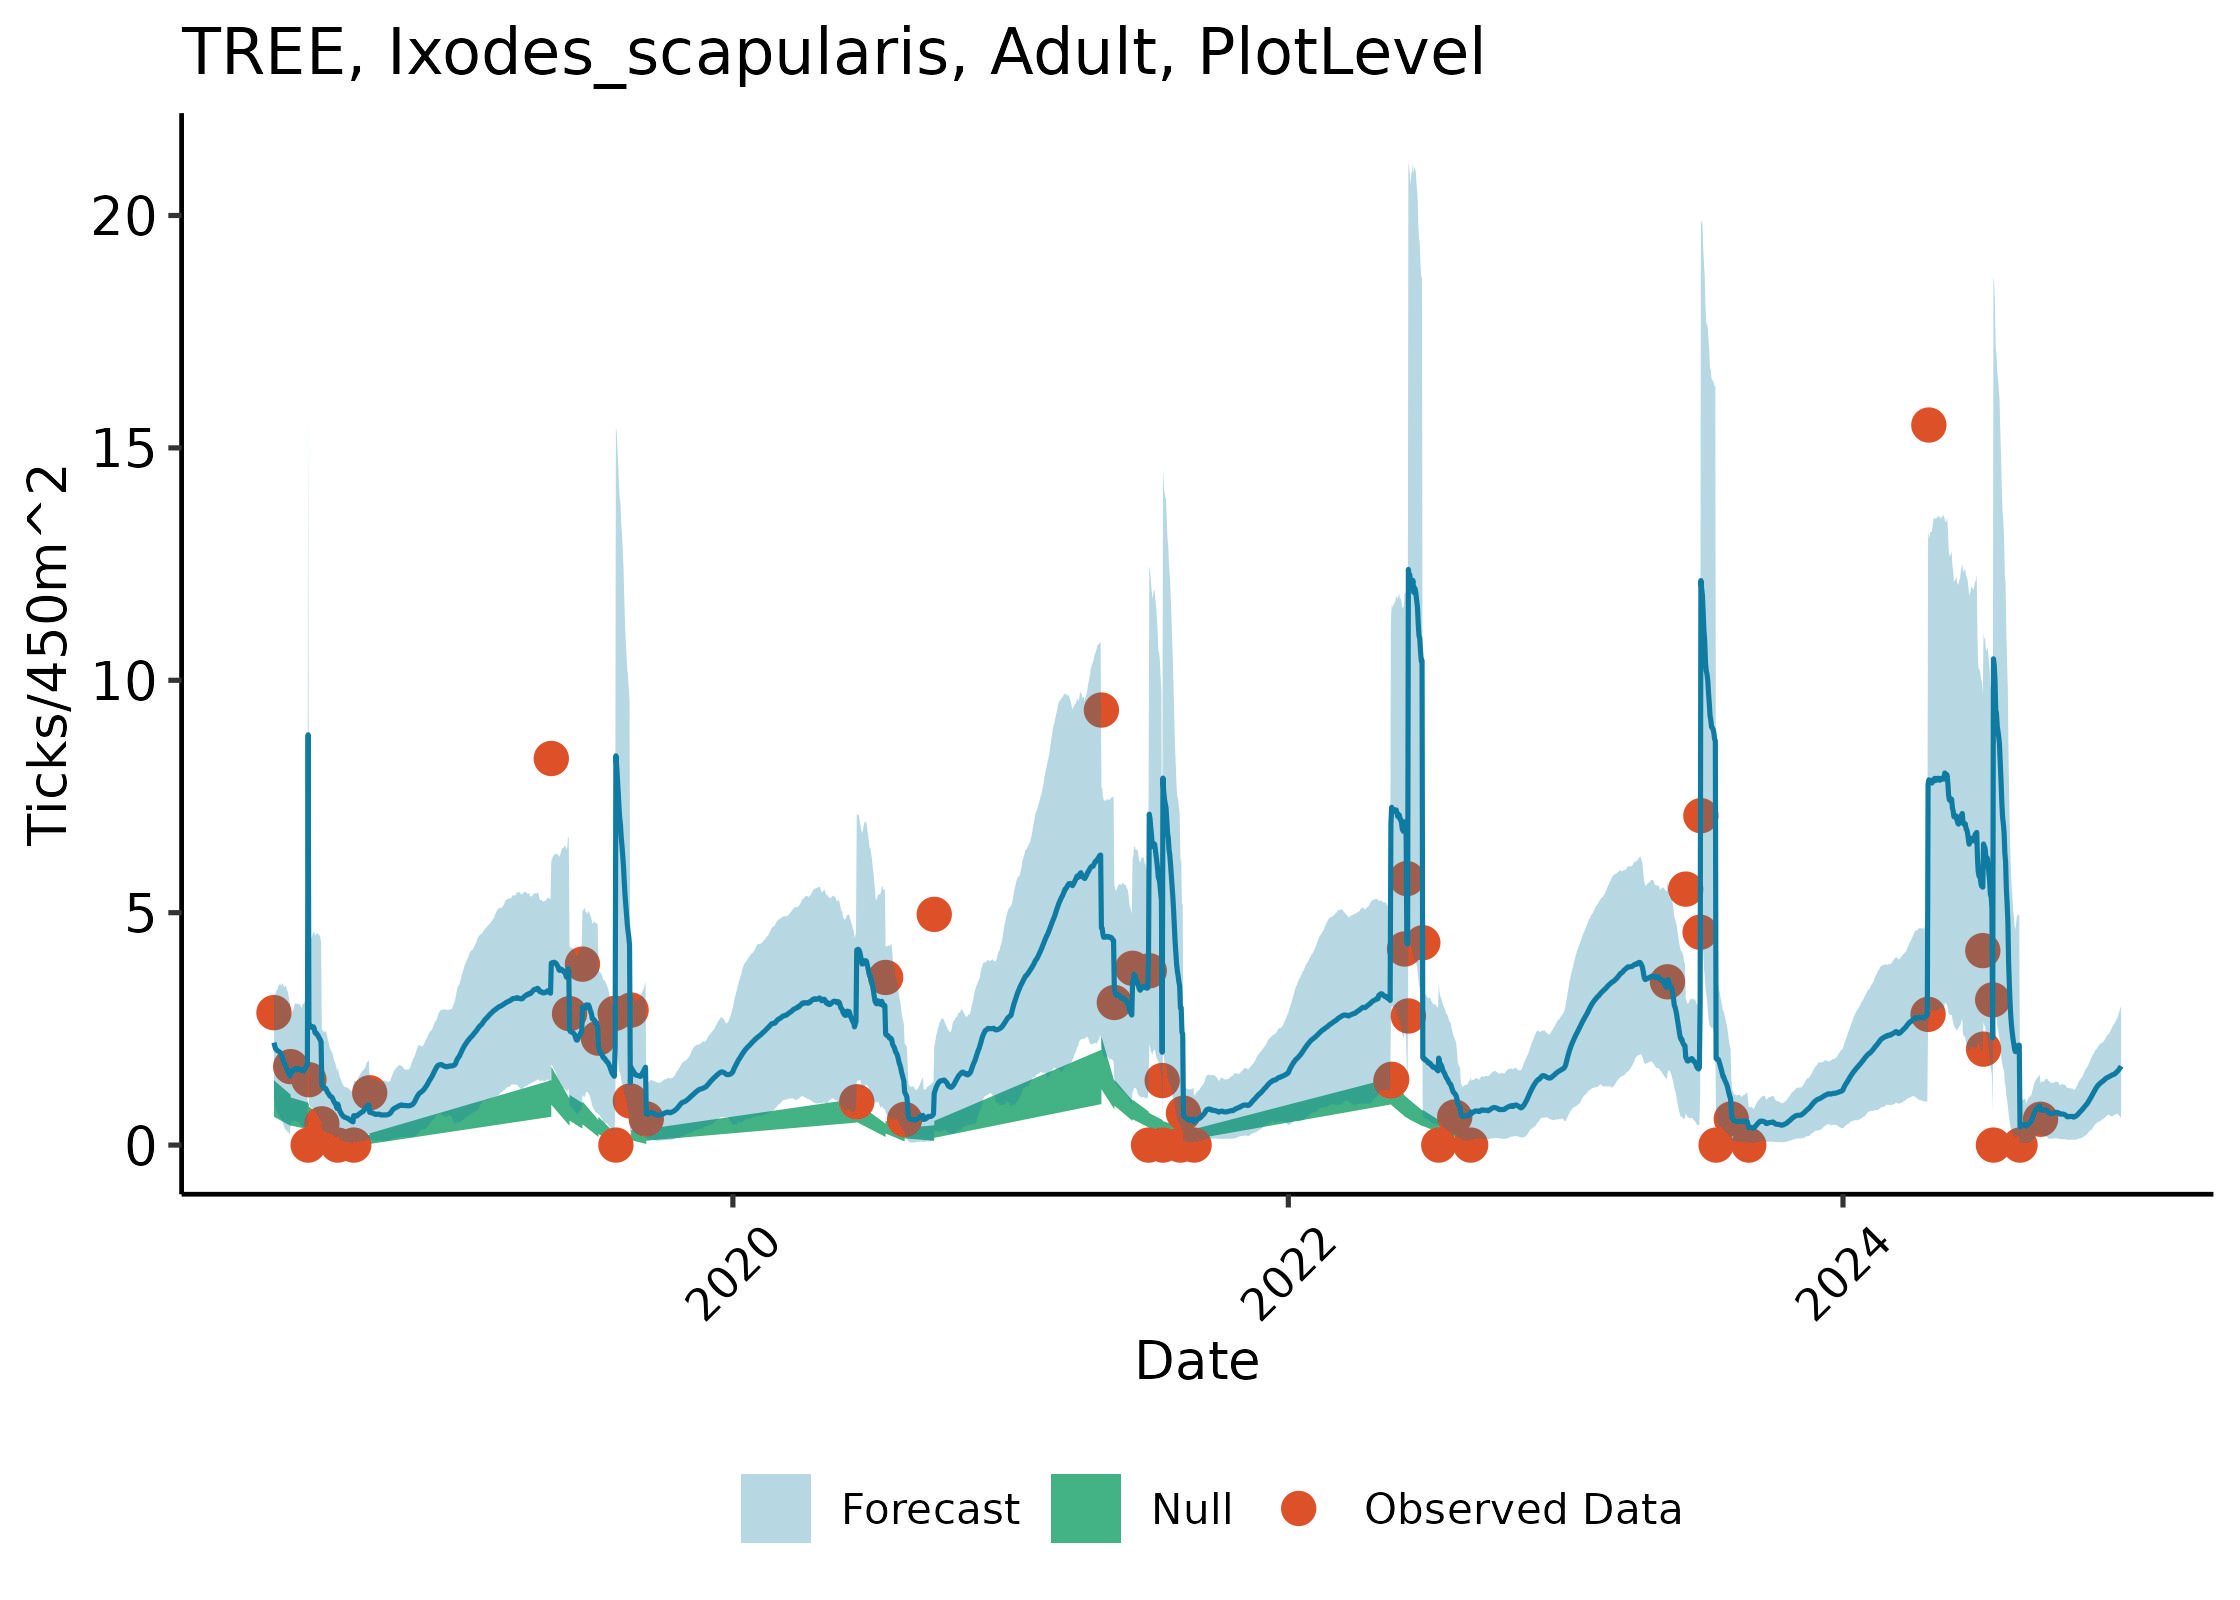 TREE, Ixodes_scapularis, Adult, PlotLevel
Ticks/450m^2
20
15
10
5
0
2020
2022
2024
Date
Forecast
Null
Observed Data